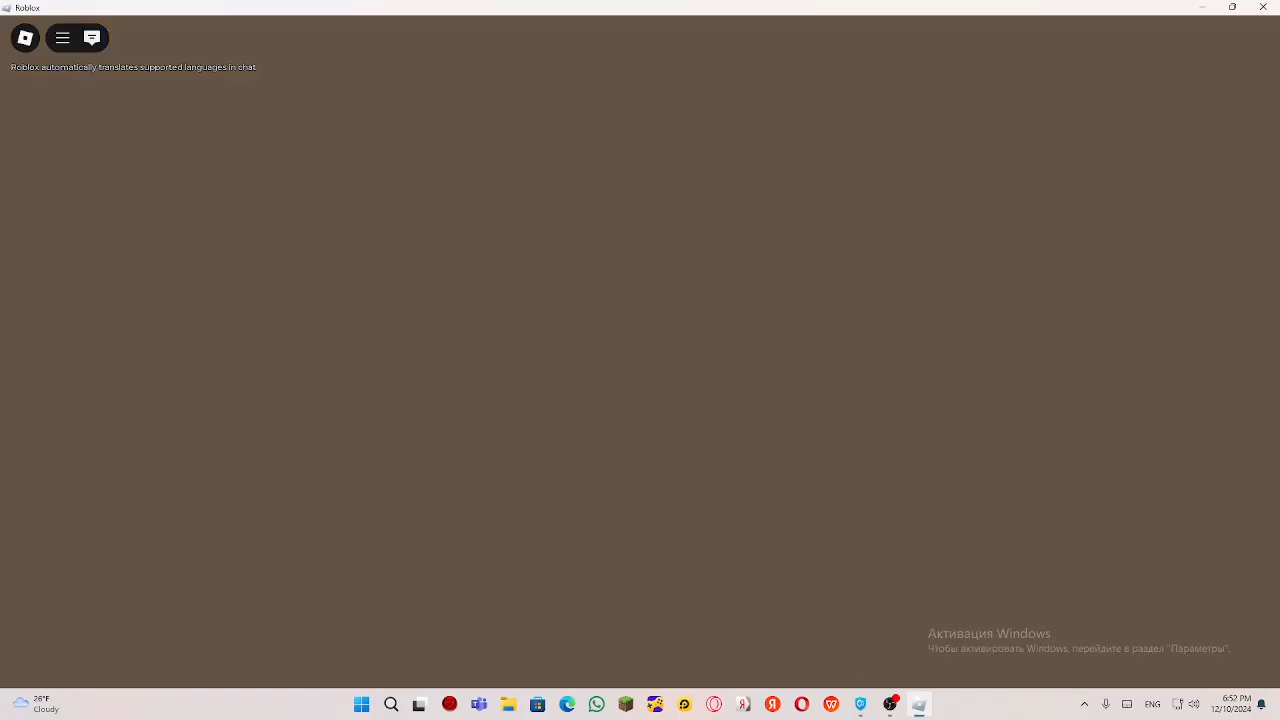 Roblox
Roblox automatically translates supported languages in chat
Активация Windows
Чтобы активировать Windows, перейдите в раздел "Параметры".
26°F
Cloudy
ENG
6:52 PM
12/10/2024